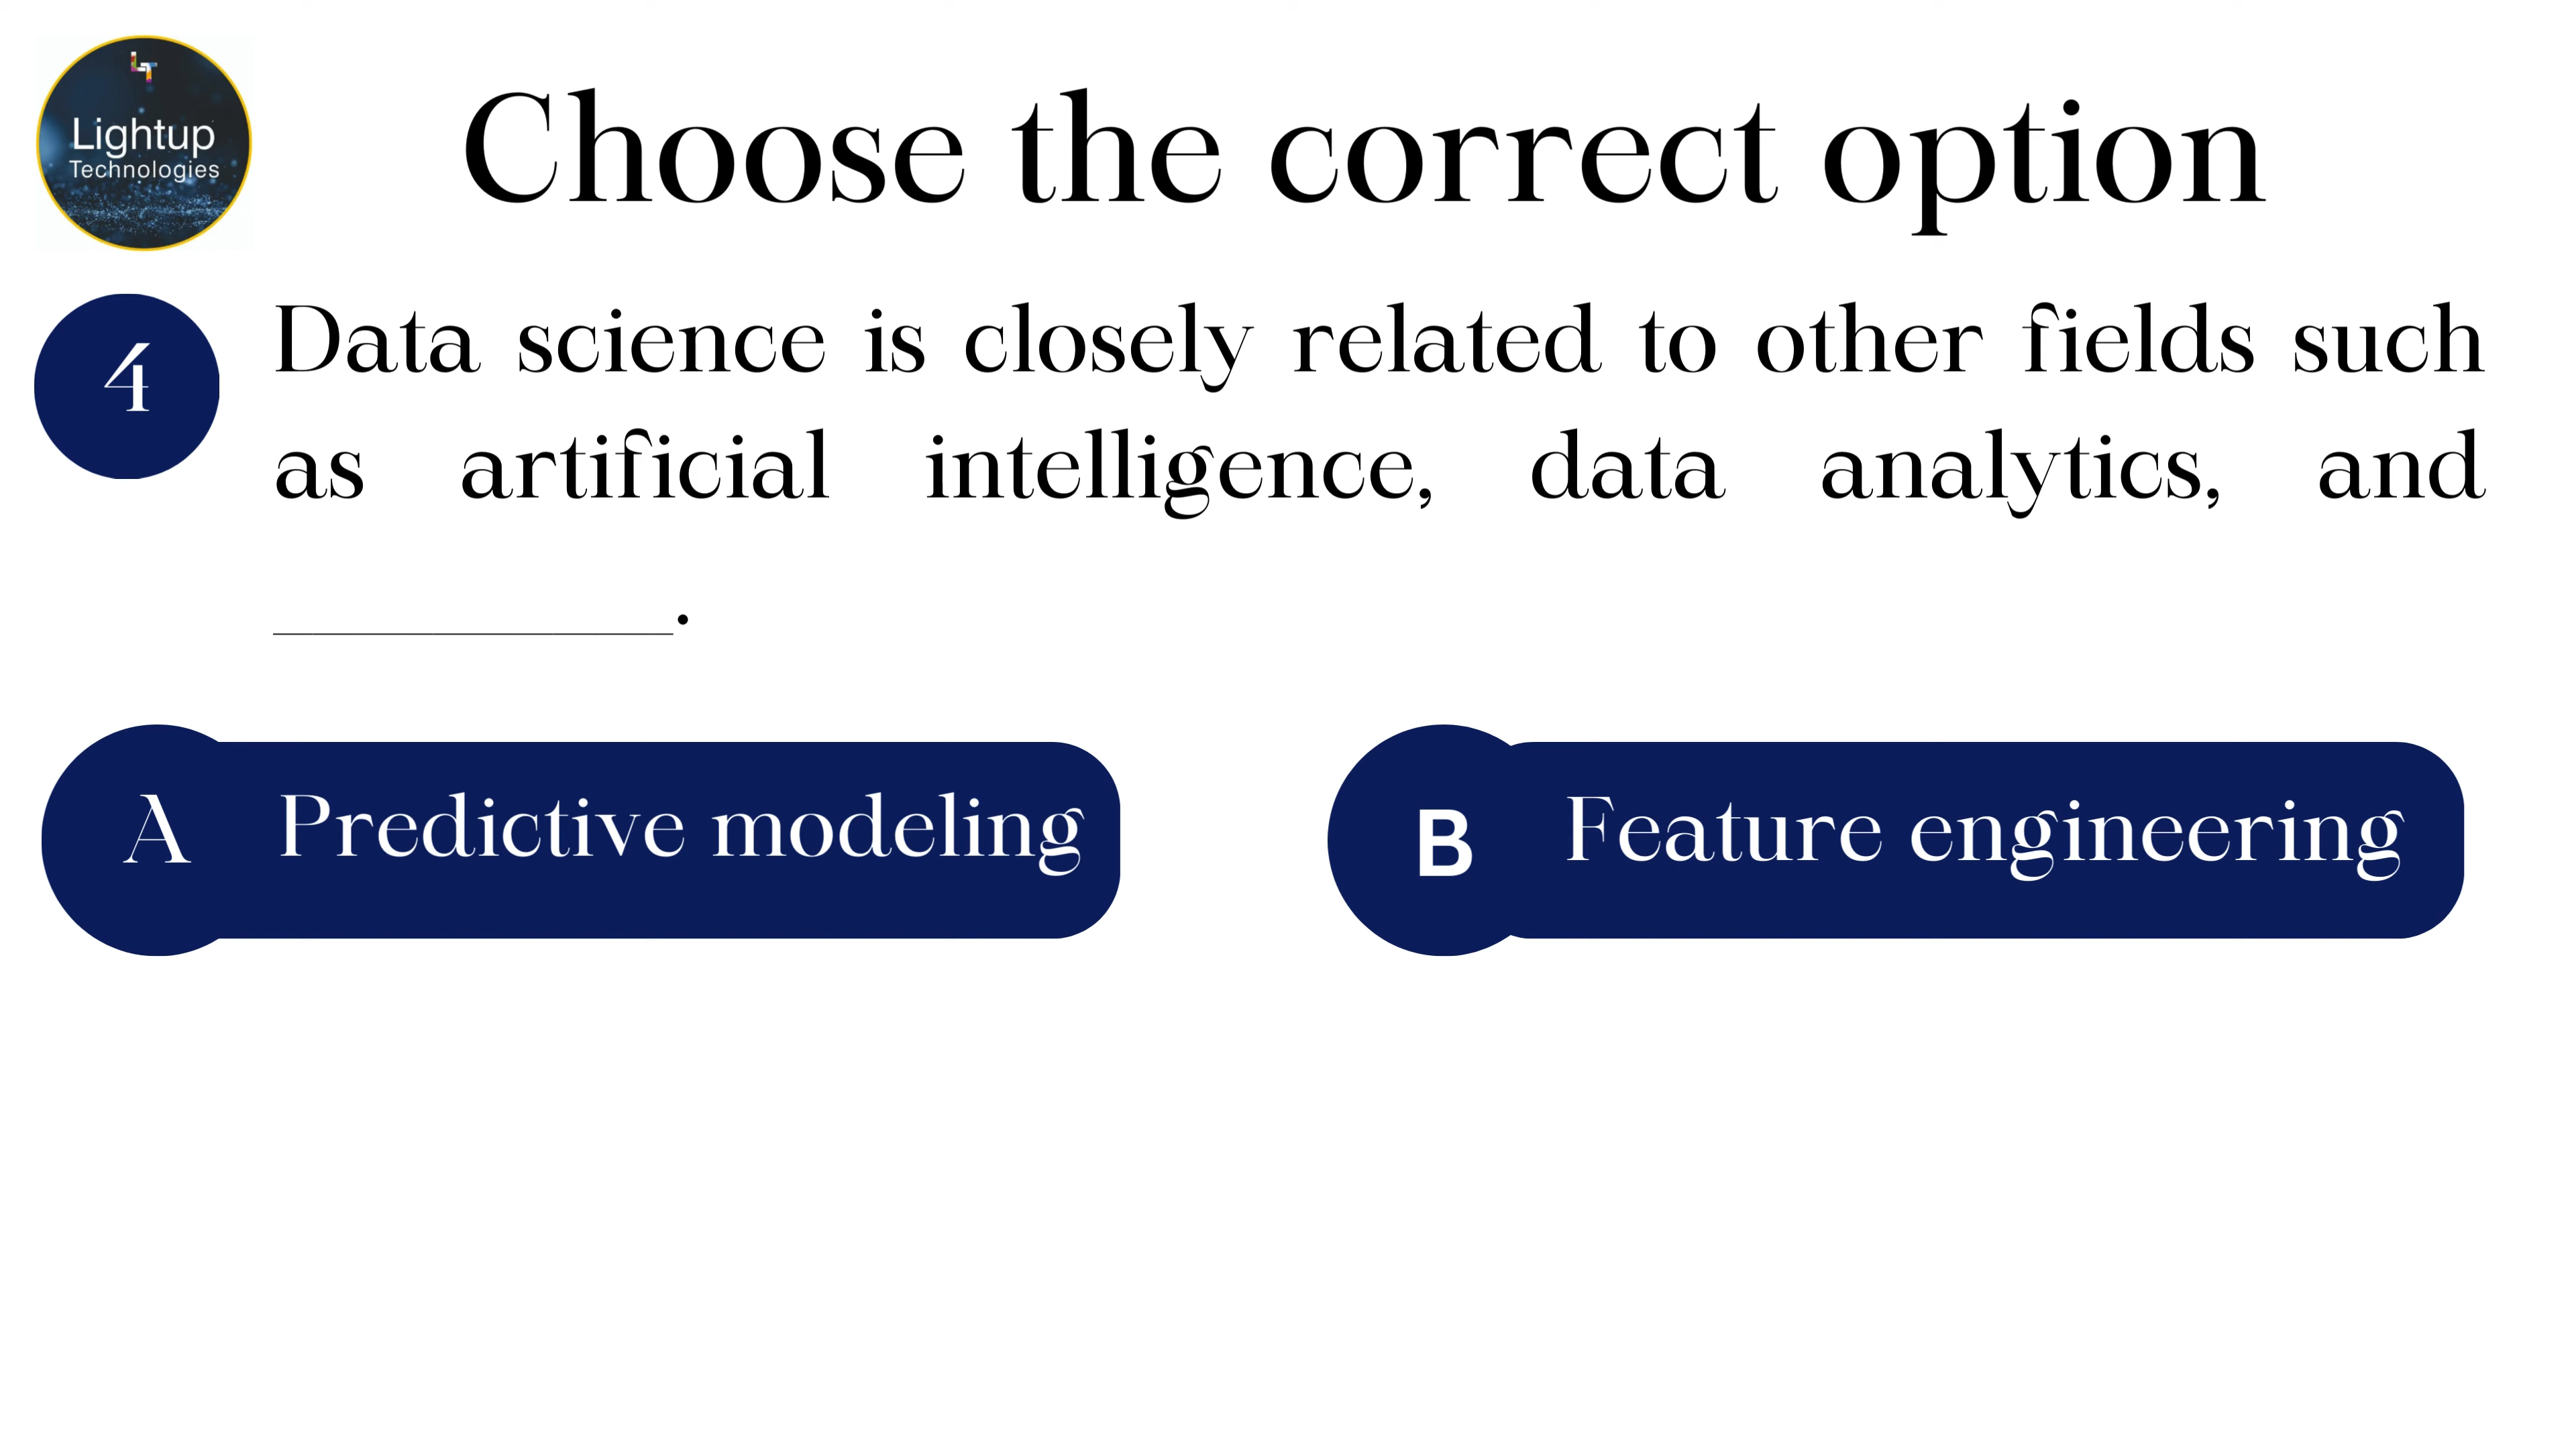 LT
Lightup
Technologies
Choose the correct option
4
Data science is closely related to other fields such
as artificial intelligence, data analytics, and
__________.
A Predictive modeling
B Feature engineering